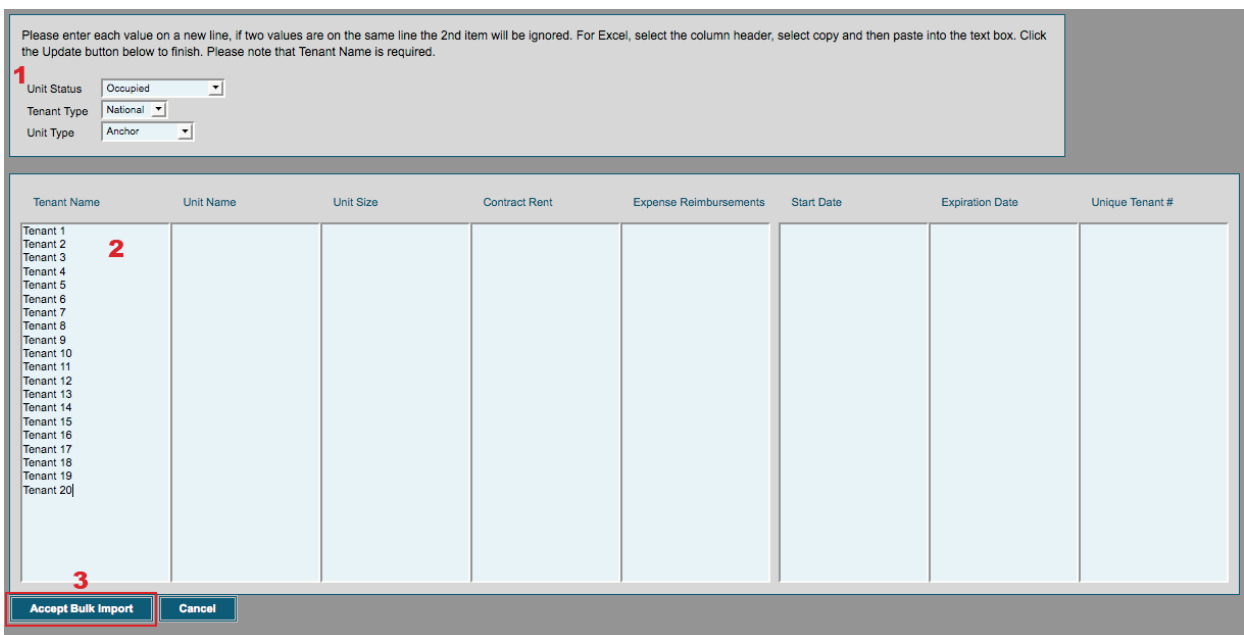 Please enter each value on a new line, if two values are on the same line the 2nd item will be ignored. For Excel, select the column header, select copy and then paste into the text box. Click
the Update button below to finish. Please note that Tenant Name is required.
1
Unit Status Occupied
Tenant Type National
Unit Type Anchor
Tenant Name Unit Name Unit Size Contract Rent Expense Reimbursements Start Date Expiration Date Unique Tenant #
Tenant 1
Tenant 2
2
Tenant 3
Tenant 4
Tenant 5
Tenant 6
Tenant 7
Tenant 8
Tenant 9
Tenant 10
Tenant 11
Tenant 12
Tenant 13
Tenant 14
Tenant 15
Tenant 16
Tenant 17
Tenant 18
Tenant 19
Tenant 20
3
Accept Bulk Import Cancel